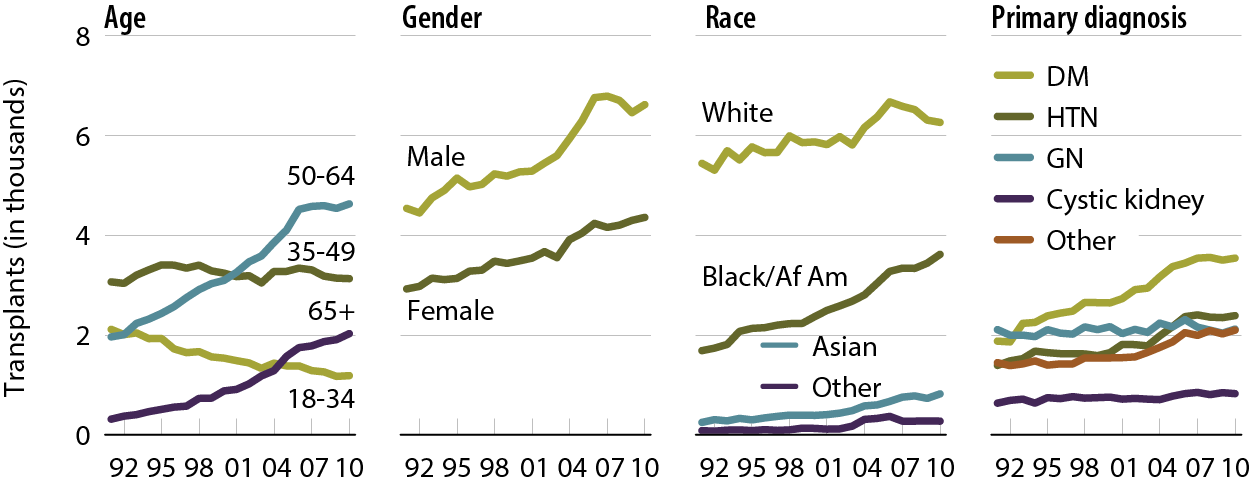 Age
Gender
Race
Primary diagnosis
Transplants (in thousands)
8
6
4
2
0
50-64
35-49
65+
18-34
92 95 98 01 04 07 10
Male
Female
92 95 98 01 04 07 10
White
Black/Af Am
Asian
Other
92 95 98 01 04 07 10
DM
HTN
GN
Cystic kidney
Other
92 95 98 01 04 07 10